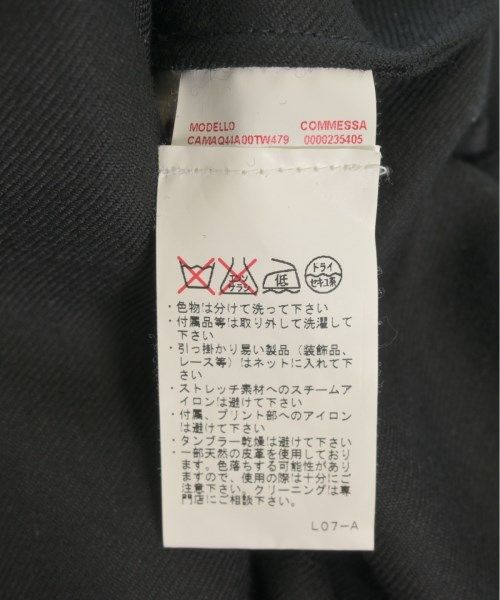 MODELLO COMMESSA
CAMAQ44A00TW479 0000235405
エンソ
サラシ
低
ドライ
セキユ系
・色物は分けて洗って下さい
・付属品等は取り外して洗濯して
下さい
・引っ掛かり易い製品（装飾品、
レース等）はネットに入れて下
さい
・ストレッチ素材へのスチームア
イロンは避けて下さい
・付属、プリント部へのアイロン
は避けて下さい
・タンブラー乾燥は避けて下さい
・一部天然の皮革を使用しており
ます。色落ちする可能性があり
ますので、使用の際は十分にご
注意下さい。クリーニングは専
門店にご相談下さい。
L07-A